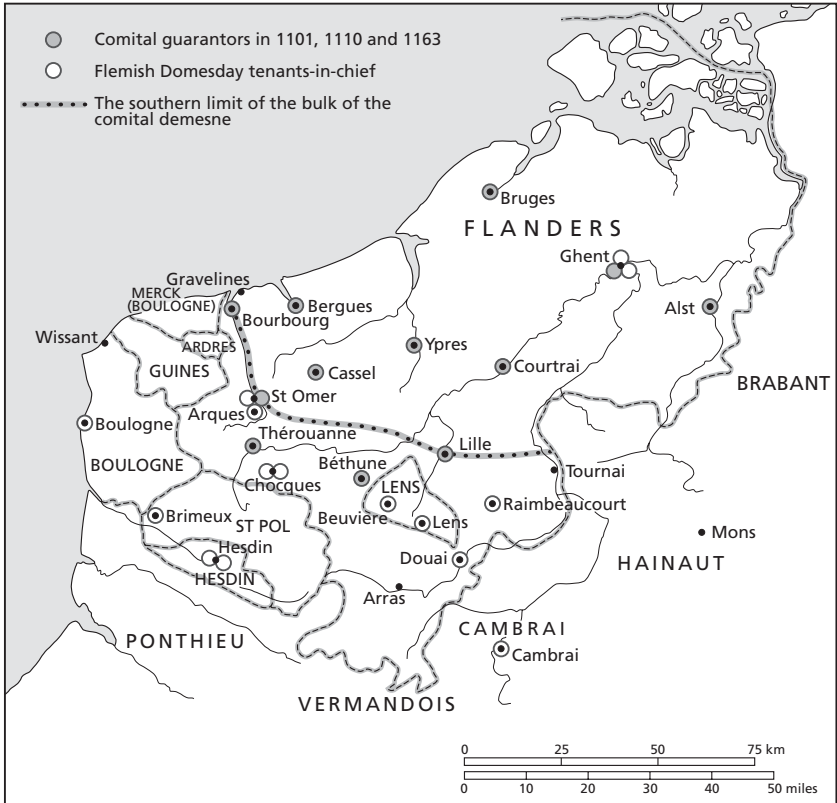 Comital guarantors in 1101, 1110 and 1163
Flemish Domesday tenants-in-chief
The southern limit of the bulk of the
comital demesne
Bruges
FLANDERS
Ghent
Gravelines
MERCK
(BOULOGNE)
Bergues
Bourbourg
Alst
Wissant
ARDRES
Ypres
GUINES
Cassel
Courtrai
BRABANT
St Omer
Arques
Boulogne
Thérouanne
Lille
BOULOGNE
Béthune
Tournai
Chocques
LENS
Raimbeaucourt
Brimeux
ST POL
Beuvière
Lens
Mons
Hesdin
Douai
HAINAUT
HESDIN
Arras
PONTHIEU
CAMBRAI
Cambrai
VERMANDOIS
0 25 50 75 km
0 10 20 30 40 50 miles